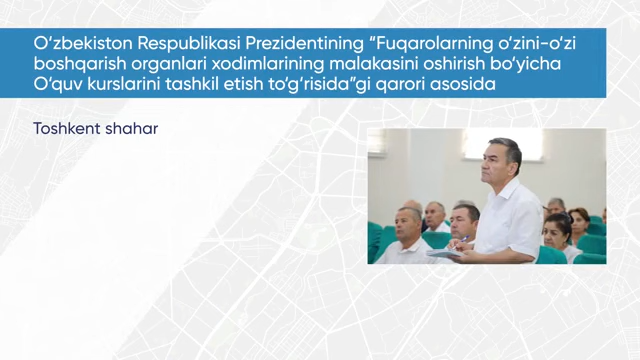 O‘zbekiston Respublikasi Prezidentining “Fuqarolarning o‘zini-o‘zi
boshqarish organlari xodimlarining malakasini oshirish bo‘yicha
O‘quv kurslarini tashkil etish to‘g‘risida”gi qarori asosida
Toshkent shahar